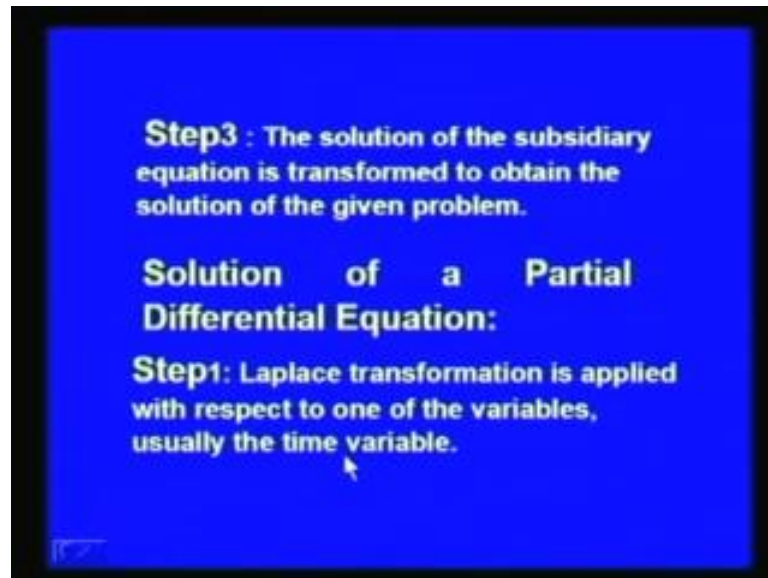 Step3 : The solution of the subsidiary
equation is transformed to obtain the
solution of the given problem.
Solution of a Partial
Differential Equation:
Step1: Laplace transformation is applied
with respect to one of the variables,
usually the time variable.